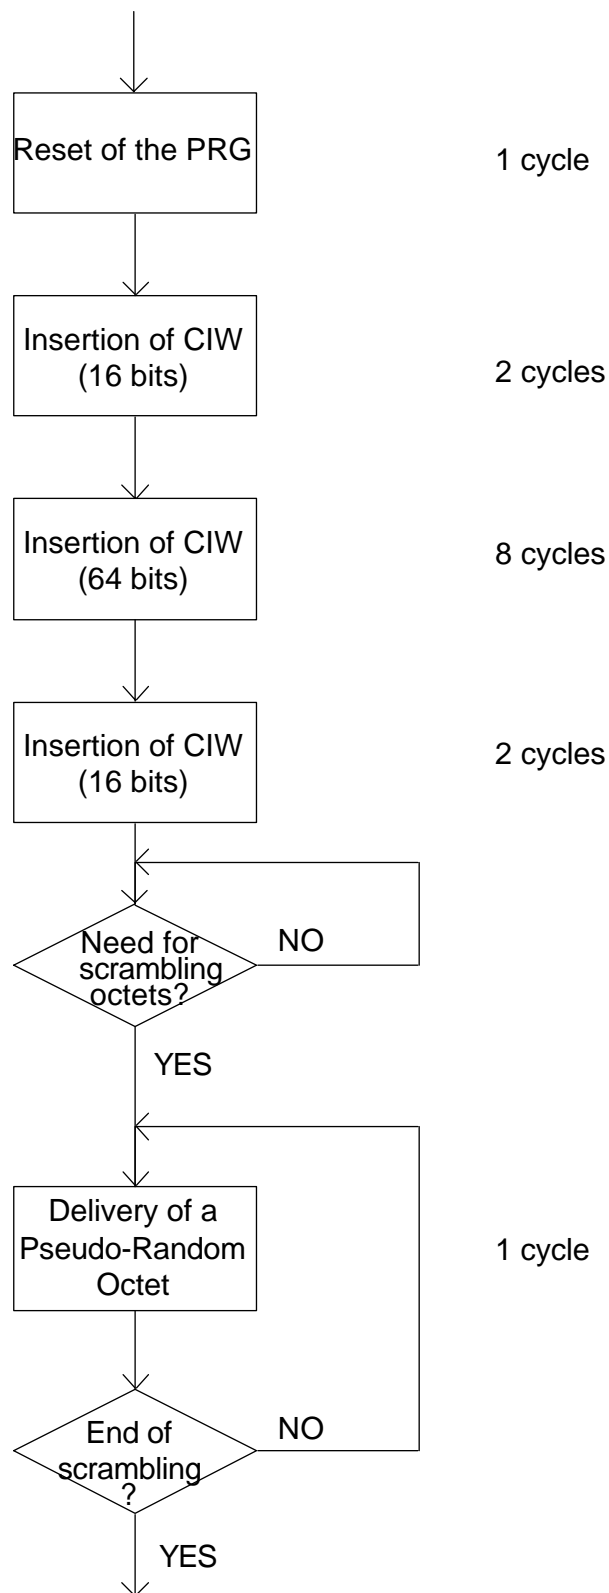 Reset of the PRG
1 cycle
Insertion of CIW
(16 bits)
2 cycles
Insertion of CIW
(64 bits)
8 cycles
Insertion of CIW
(16 bits)
2 cycles
Need for
scrambling
octets?
NO
YES
Delivery of a
Pseudo-Random
Octet
1 cycle
End of
scrambling
?
NO
YES